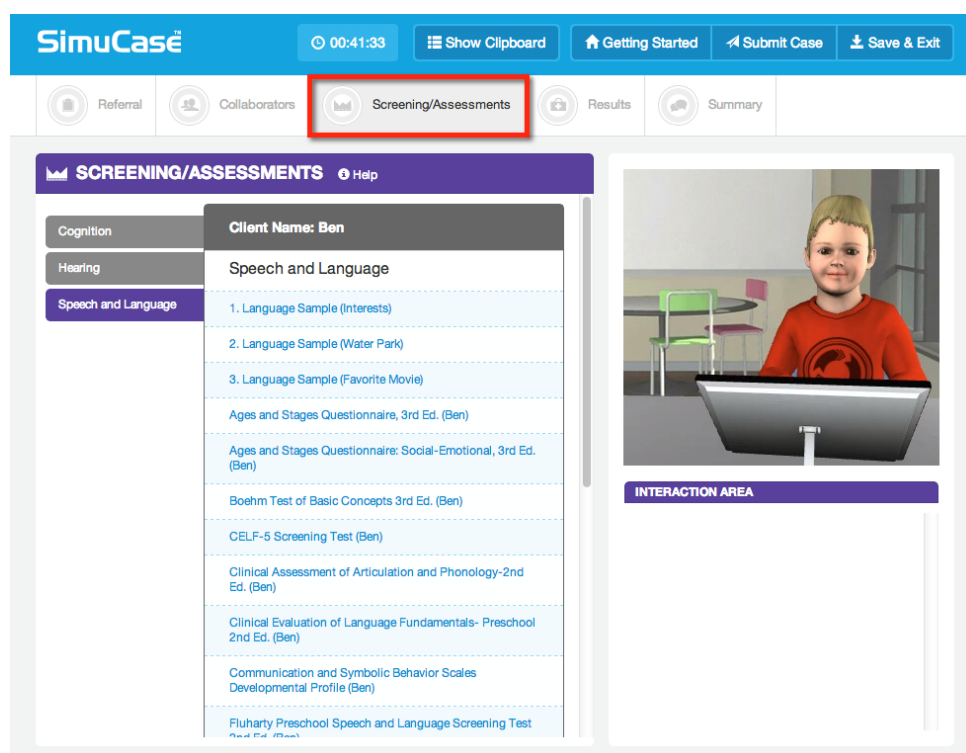 SimuCase™
00:41:33
Show Clipboard
Getting Started
Submit Case
Save & Exit
Referral
Collaborators
Screening/Assessments
Results
Summary
SCREENING/ASSESSMENTS
Help
Cognition
Hearing
Speech and Language
Client Name: Ben
Speech and Language
1. Language Sample (Interests)
2. Language Sample (Water Park)
3. Language Sample (Favorite Movie)
Ages and Stages Questionnaire, 3rd Ed. (Ben)
Ages and Stages Questionnaire: Social-Emotional, 3rd Ed.
(Ben)
Boehm Test of Basic Concepts 3rd Ed. (Ben)
CELF-5 Screening Test (Ben)
Clinical Assessment of Articulation and Phonology-2nd
Ed. (Ben)
Clinical Evaluation of Language Fundamentals- Preschool
2nd Ed. (Ben)
Communication and Symbolic Behavior Scales
Developmental Profile (Ben)
Fluharty Preschool Speech and Language Screening Test
2nd Ed. (Ben)
INTERACTION AREA